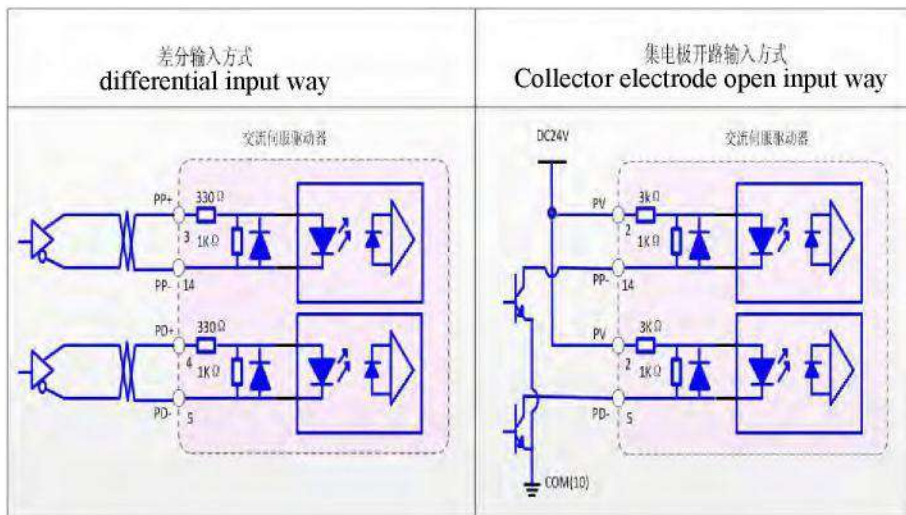 差分输入方式
differential input way
集电极开路输入方式
Collector electrode open input way
交流伺服驱动器
PP+
330Ω
3
1KΩ
PP-
14
PD+
330Ω
4
1KΩ
PD-
5
DC24V
交流伺服驱动器
PV
3kΩ
2
1KΩ
PP-
14
PV
3KΩ
2
1KΩ
PD-
5
COM(10)